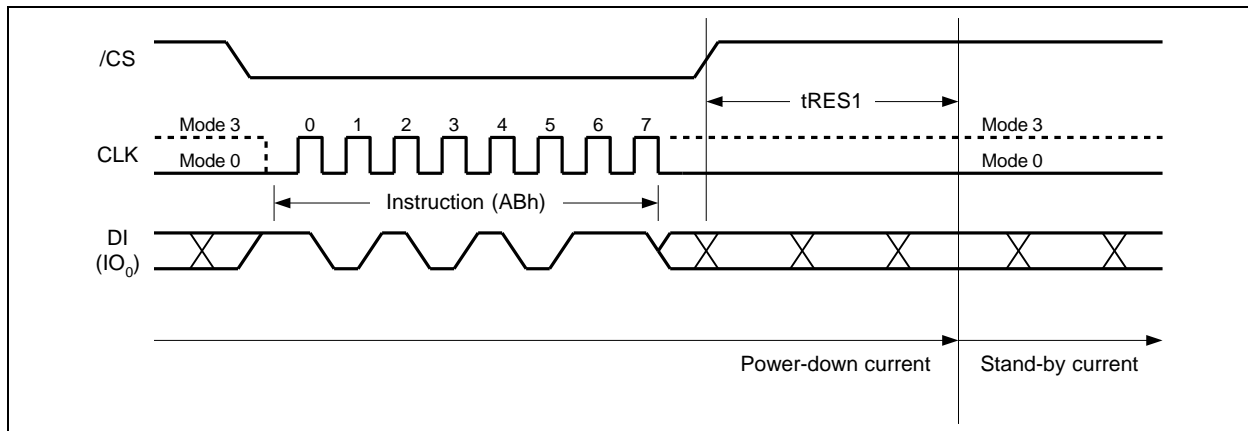 /CS
tRES1
Mode 3 0 1 2 3 4 5 6 7 Mode 3
CLK
Mode 0 Mode 0
Instruction (ABh)
DI
(IO0)
Power-down current Stand-by current